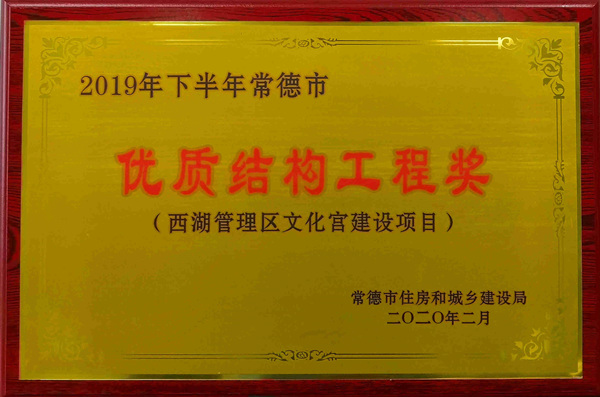 2019年下半年常德市
优质结构工程奖
（西湖管理区文化宫建设项目）
常德市住房和城乡建设局
二〇二〇年二月